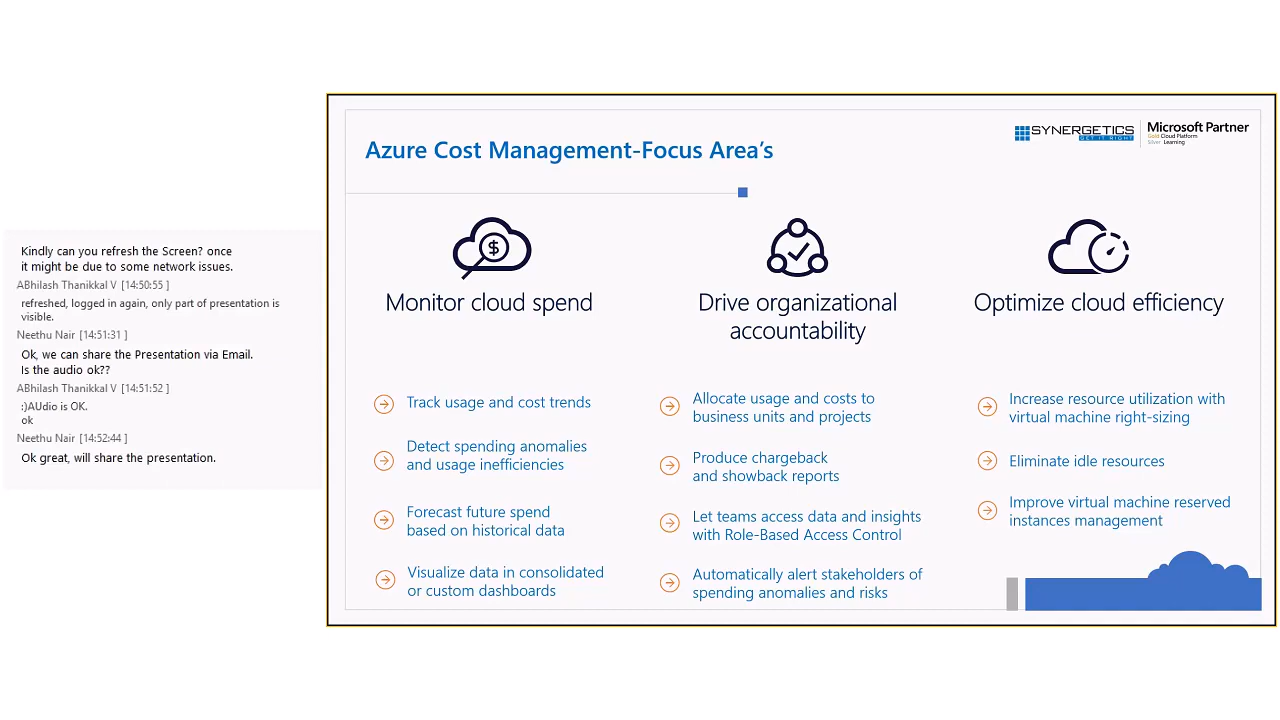 Kindly can you refresh the Screen? once
it might be due to some network issues.
ABhilash Thanikkal V [14:50:55 ]
refreshed, logged in again, only part of presentation is
visible.
Neethu Nair [14:51:31 ]
Ok, we can share the Presentation via Email.
Is the audio ok??
ABhilash Thanikkal V [14:51:52 ]
:)AUdio is OK.
ok
Neethu Nair [14:52:44 ]
Ok great, will share the presentation.
SYNERGETICS
GET IT RIGHT
Microsoft Partner
Gold Cloud Platform
Silver Learning
Azure Cost Management-Focus Area’s
$
Monitor cloud spend
Track usage and cost trends
Detect spending anomalies
and usage inefficiencies
Forecast future spend
based on historical data
Visualize data in consolidated
or custom dashboards
Drive organizational
accountability
Allocate usage and costs to
business units and projects
Produce chargeback
and showback reports
Let teams access data and insights
with Role-Based Access Control
Automatically alert stakeholders of
spending anomalies and risks
Optimize cloud efficiency
Increase resource utilization with
virtual machine right-sizing
Eliminate idle resources
Improve virtual machine reserved
instances management